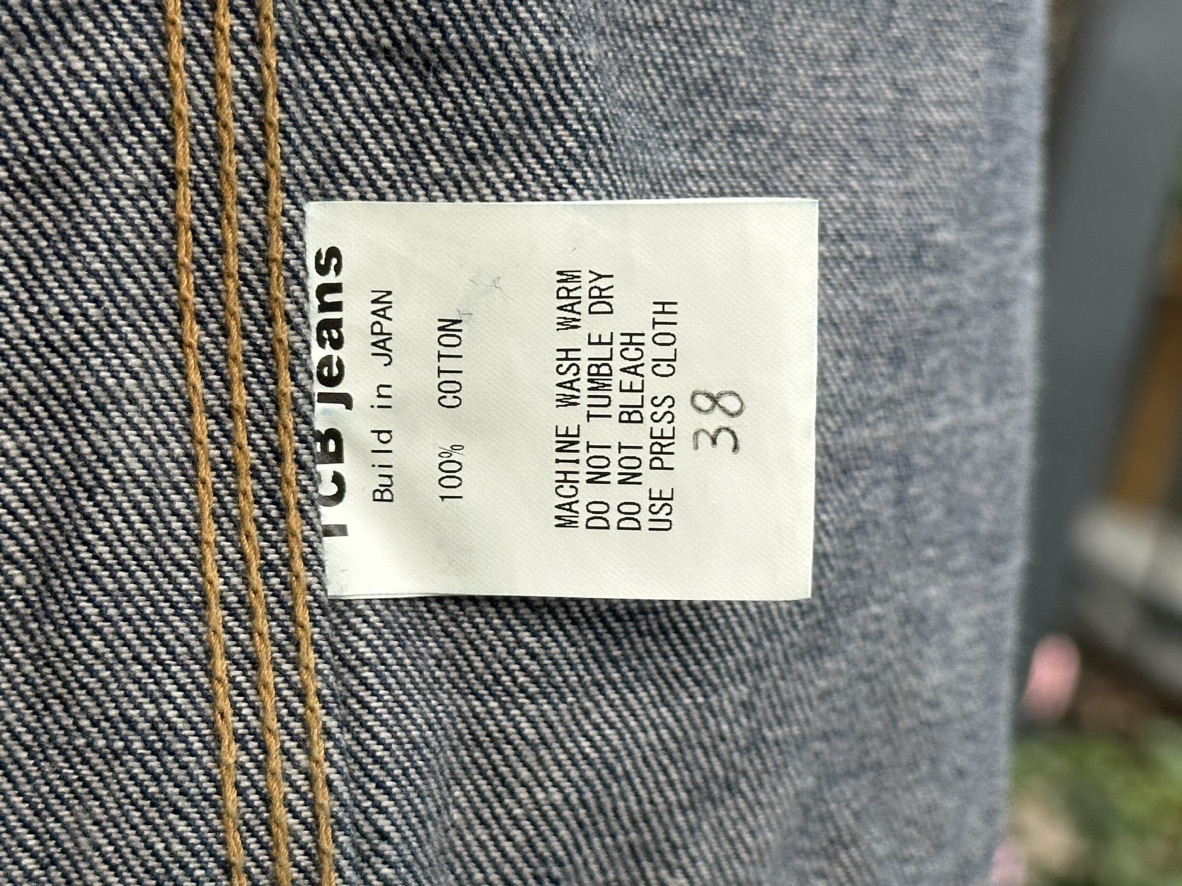 TCB jeans
Build in JAPAN
100% COTTON
MACHINE WASH WARM
DO NOT TUMBLE DRY
DO NOT BLEACH
USE PRESS CLOTH
38